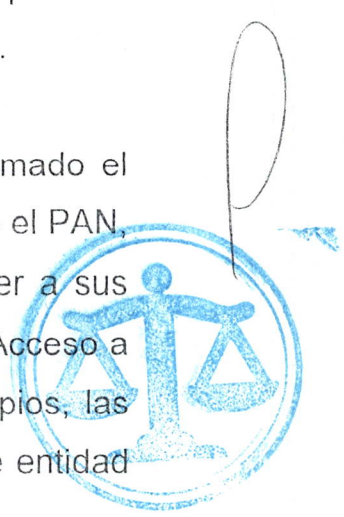 mado el
el PAN,
er a sus
Acceso a
pios, las
entidad